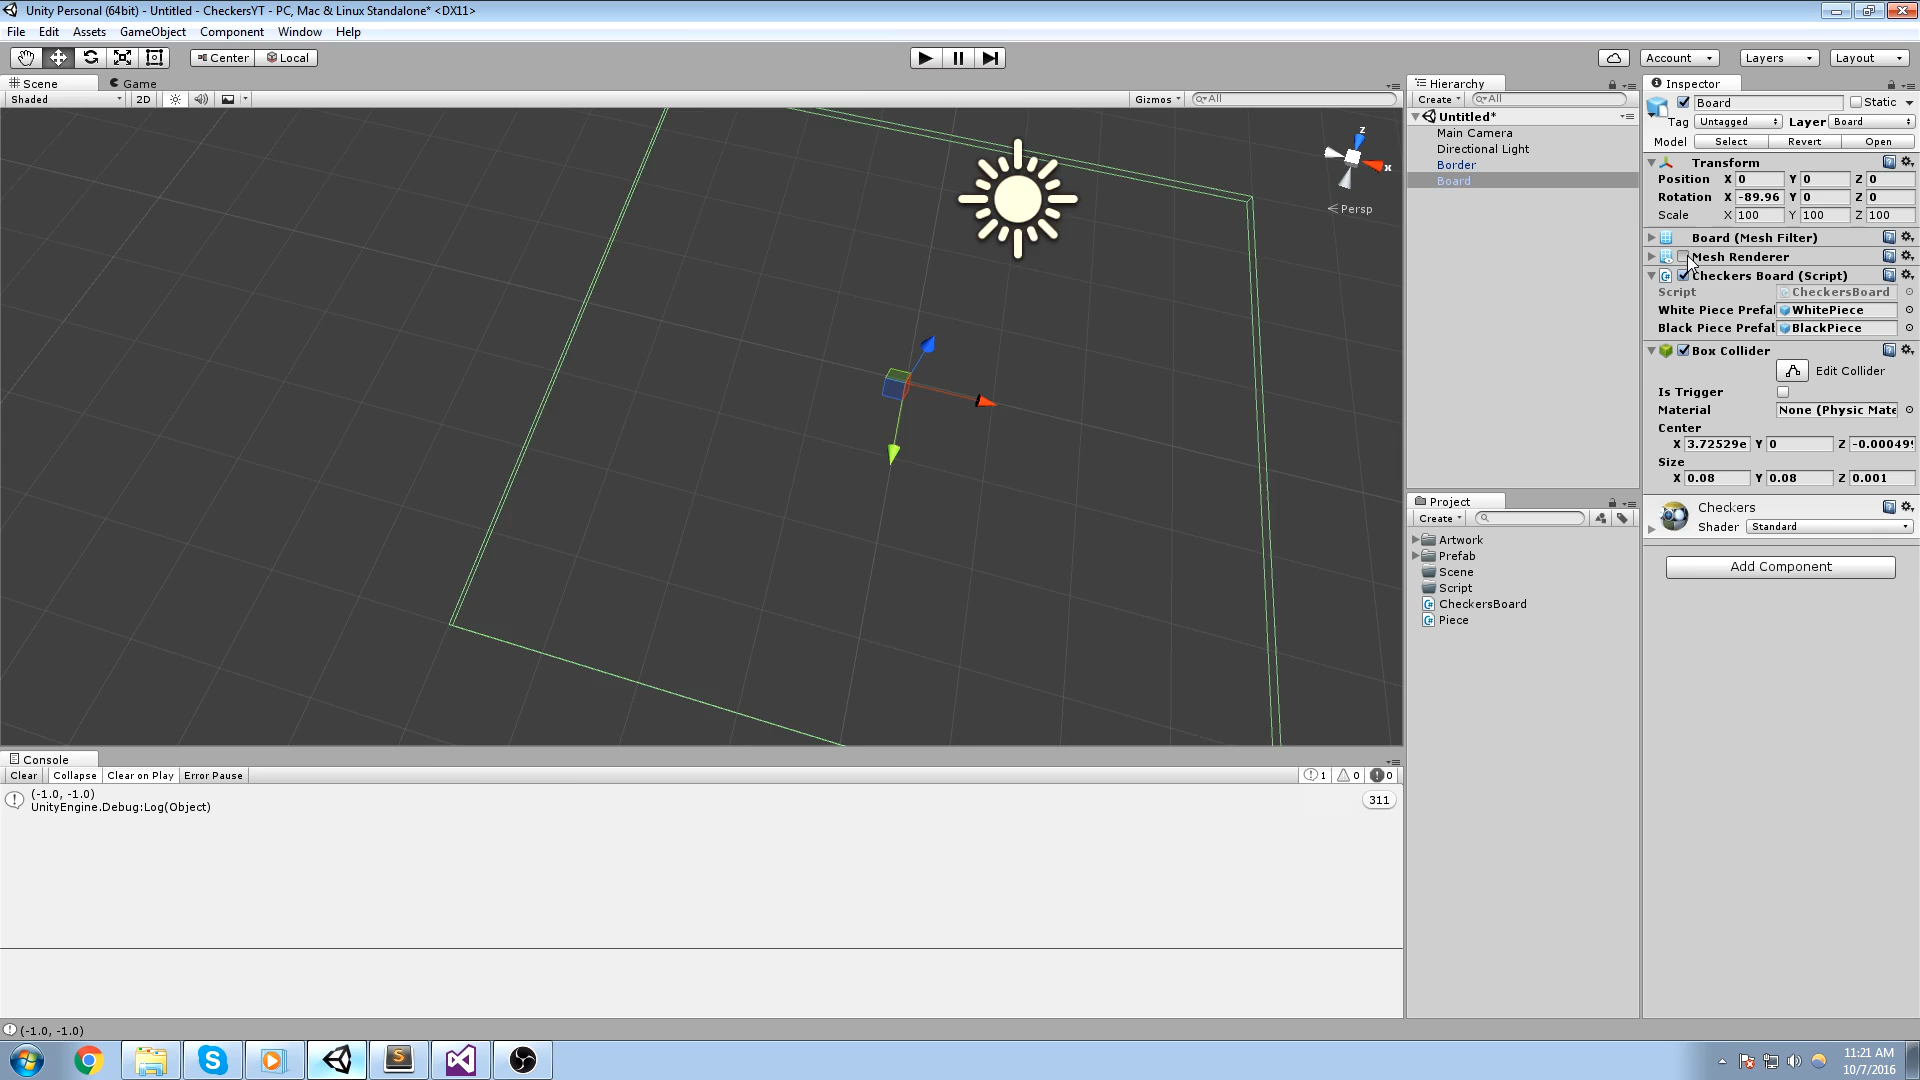 Unity Personal (64bit) - Untitled - CheckersYT - PC, Mac & Linux Standalone* <DX11>
File Edit Assets GameObject Component Window Help
Center Local Account Layers Layout
Scene Game
Shaded 2D Gizmos All
Persp
z
x
Hierarchy
Create All
Untitled*
Main Camera
Directional Light
Border
Board
Project
Create
Artwork
Prefab
Scene
Script
CheckersBoard
Piece
Inspector
Board Static
Tag Untagged Layer Board
Model Select Revert Open
Transform
Position X 0 Y 0 Z 0
Rotation X -89.96 Y 0 Z 0
Scale X 100 Y 100 Z 100
Board (Mesh Filter)
Mesh Renderer
Checkers Board (Script)
Script CheckersBoard
White Piece Prefal WhitePiece
Black Piece Prefal BlackPiece
Box Collider
Edit Collider
Is Trigger
Material None (Physic Mate
Center
X 3.72529e Y 0 Z -0.000499
Size
X 0.08 Y 0.08 Z 0.001
Checkers
Shader Standard
Add Component
Console
Clear Collapse Clear on Play Error Pause 1 0 0
(-1.0, -1.0)
UnityEngine.Debug:Log(Object)
311
(-1.0, -1.0)
11:21 AM
10/7/2016